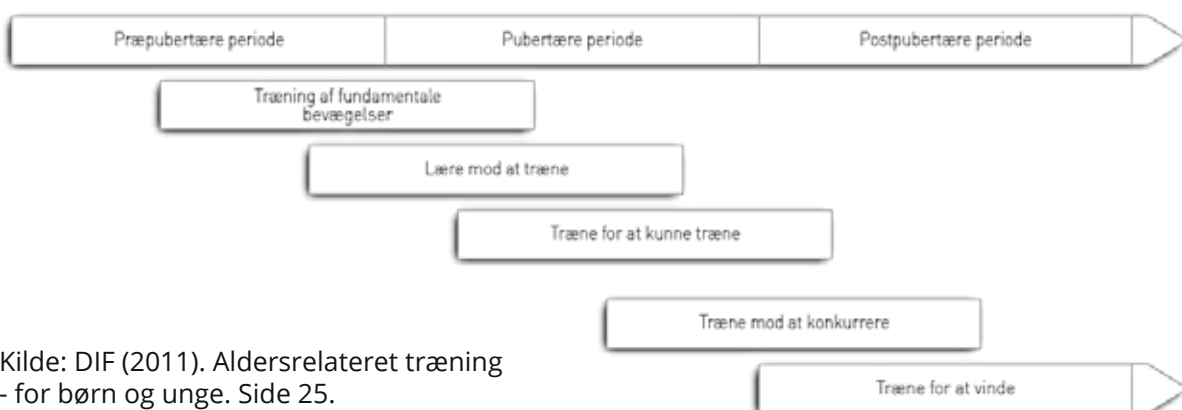 Præpubertære periode
Pubertære periode
Postpubertære periode
Træning af fundamentale
bevægelser
Lære mod at træne
Træne for at kunne træne
Træne mod at konkurrere
Træne for at vinde
Kilde: DIF (2011). Aldersrelateret træning
- for børn og unge. Side 25.